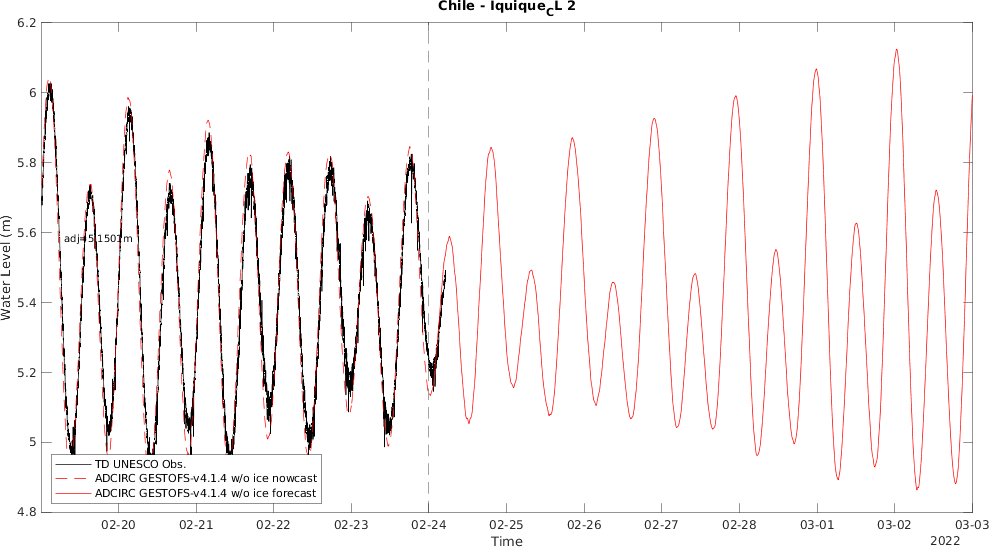 Chile - Iquique_CL 2
6.2
6
5.8
5.6
5.4
5.2
5
4.8
Water Level (m)
adj=5.1501m
TD UNESCO Obs.
ADCIRC GESTOFS-v4.1.4 w/o ice nowcast
ADCIRC GESTOFS-v4.1.4 w/o ice forecast
02-20 02-21 02-22 02-23 02-24 02-25 02-26 02-27 02-28 03-01 03-02 03-03
Time
2022